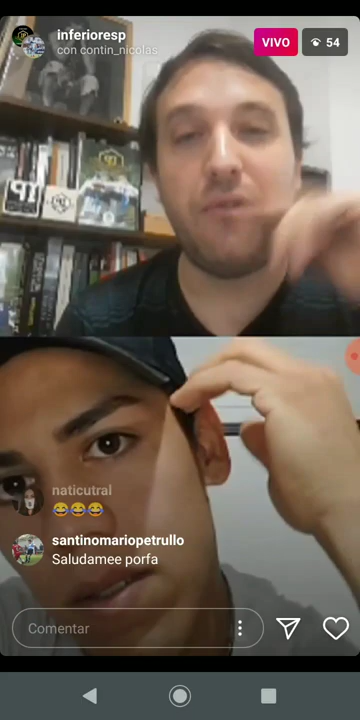 inferioresp
con contin_nicolas
VIVO
54
naticutral
😂😂😂
santinomariopetrullo
Saludamee porfa
Comentar